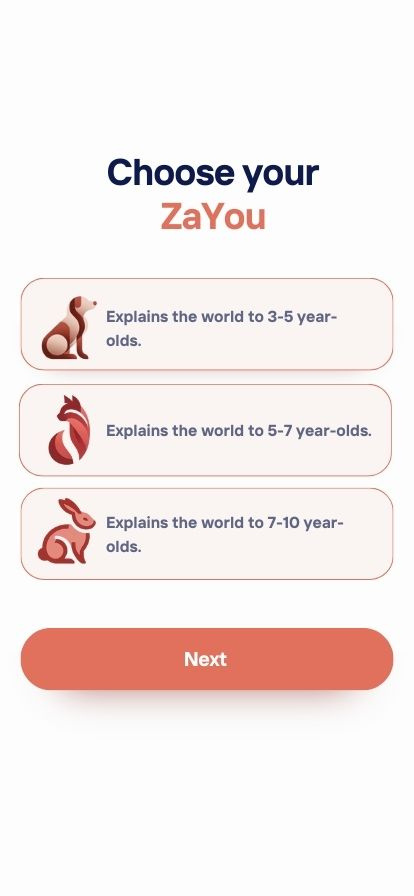 Choose your
ZaYou
Explains the world to 3-5 year-
olds.
Explains the world to 5-7 year-olds.
Explains the world to 7-10 year-
olds.
Next